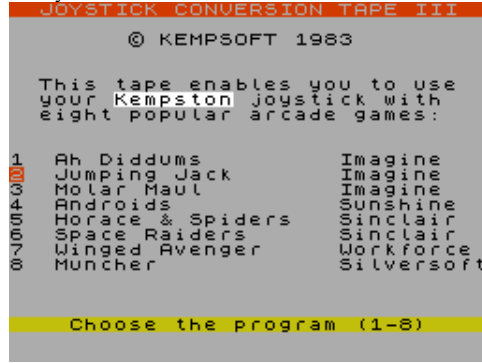 JOYSTICK CONVERSION TAPE III
© KEMPSOFT 1983
This tape enables you to use
your Kempston joystick with
eight popular arcade games:
1 Ah Diddums Imagine
2 Jumping Jack Imagine
3 Molar Maul Imagine
4 Androids Sunshine
5 Horace & Spiders Sinclair
6 Space Raiders Sinclair
7 Winged Avenger Workforce
8 Muncher Silversoft
Choose the program (1-8)